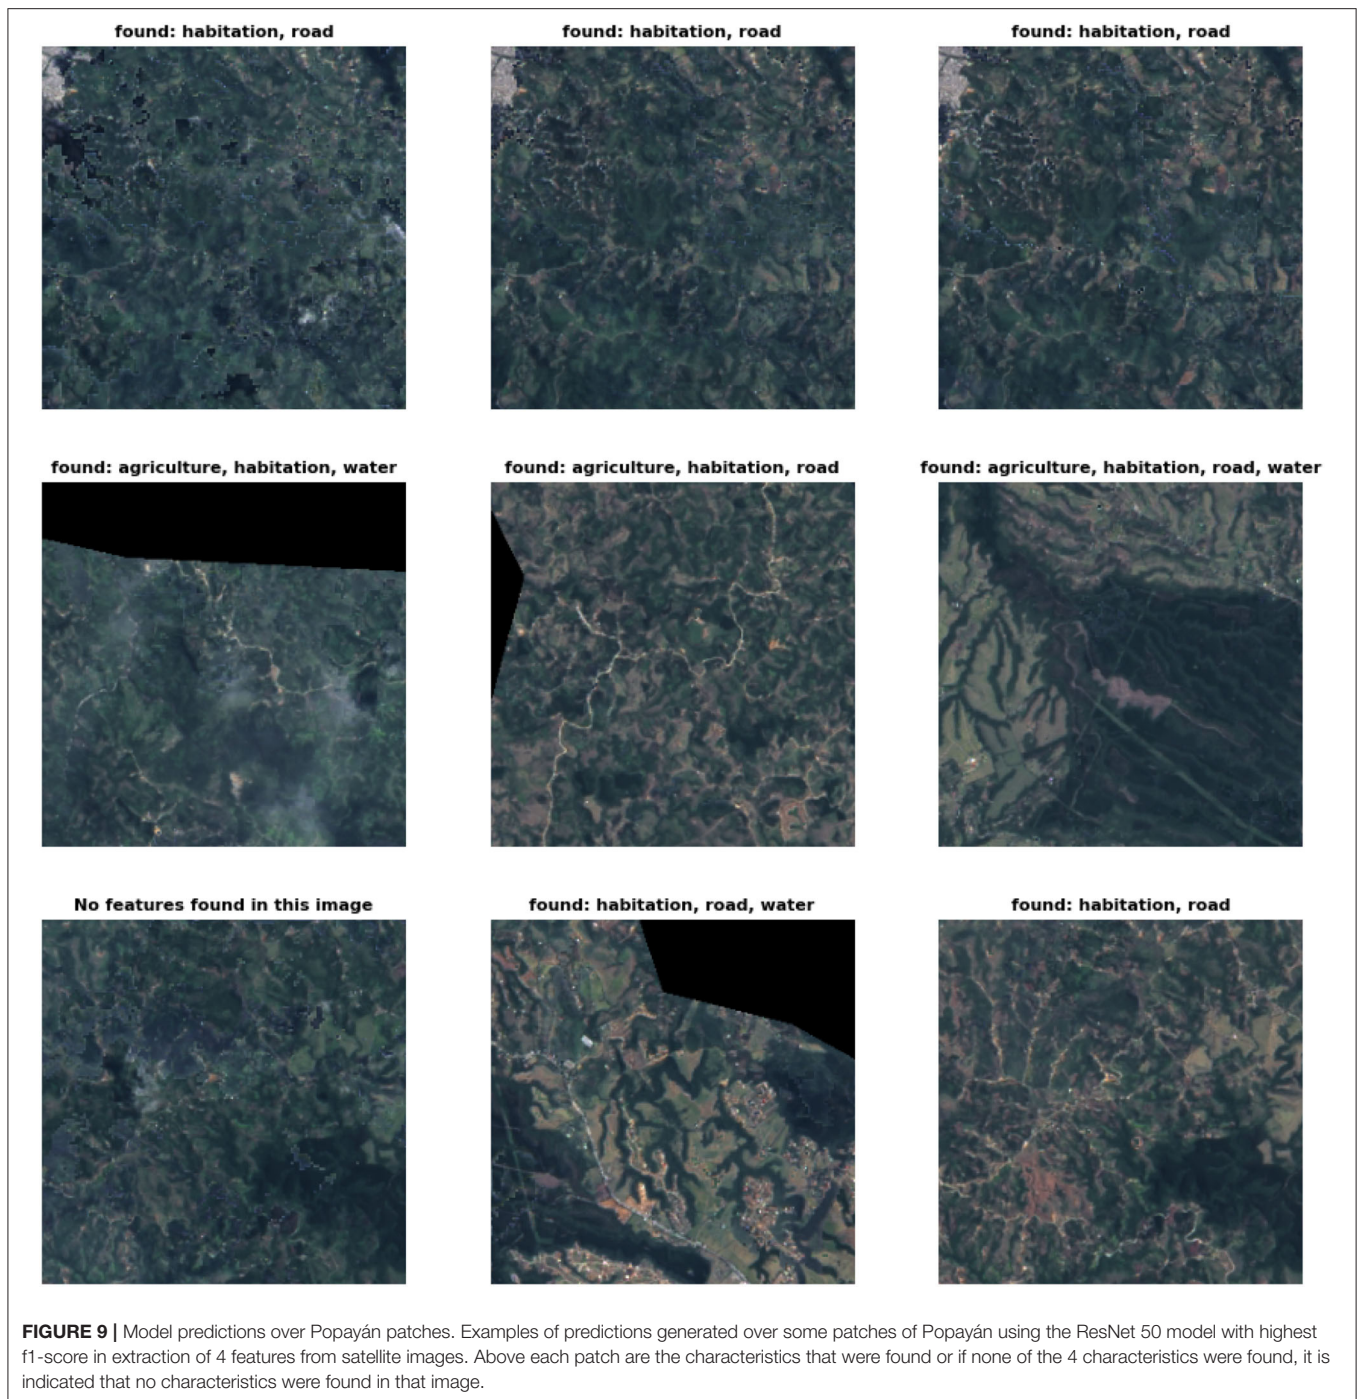 found: habitation, road
found: habitation, road
found: habitation, road
found: agriculture, habitation, water
found: agriculture, habitation, road
found: agriculture, habitation, road, water
No features found in this image
found: habitation, road, water
found: habitation, road
FIGURE 9 | Model predictions over Popayán patches. Examples of predictions generated over some patches of Popayán using the ResNet 50 model with highest
f1-score in extraction of 4 features from satellite images. Above each patch are the characteristics that were found or if none of the 4 characteristics were found, it is
indicated that no characteristics were found in that image.